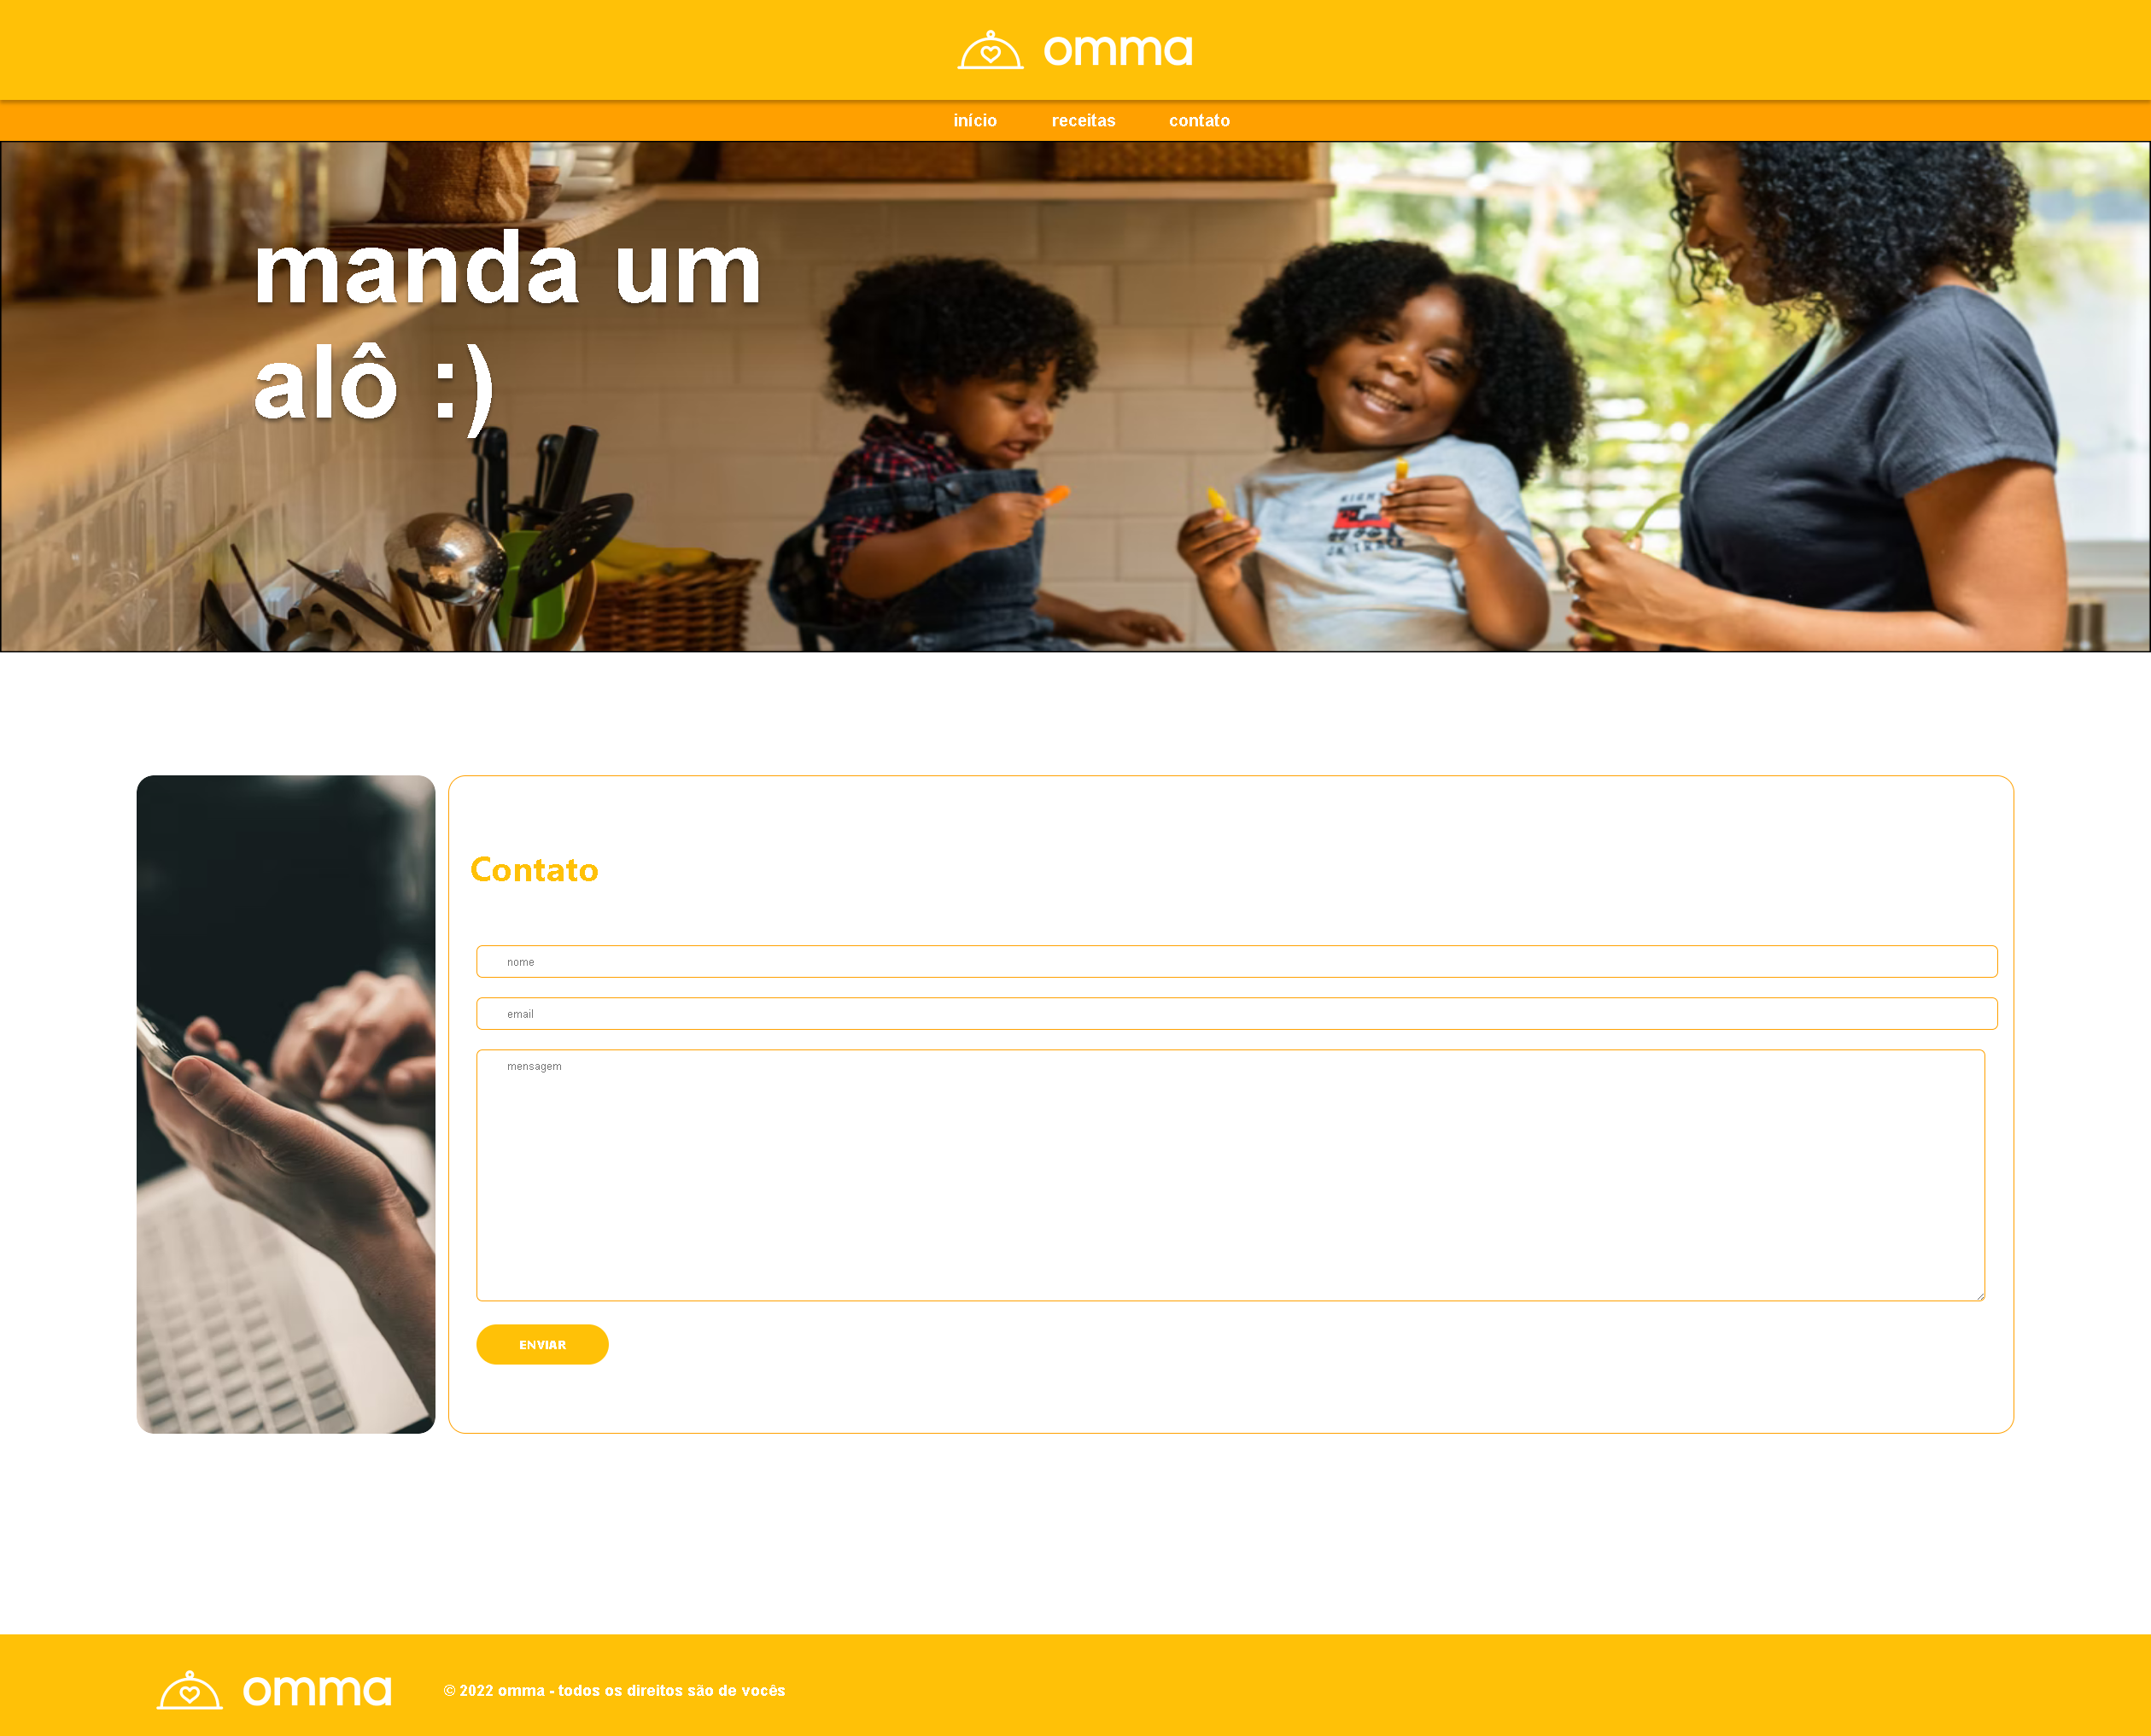 omma
início receitas contato
manda um
alô :)
Contato
nome
email
mensagem
ENVIAR
omma
© 2022 omma - todos os direitos são de vocês